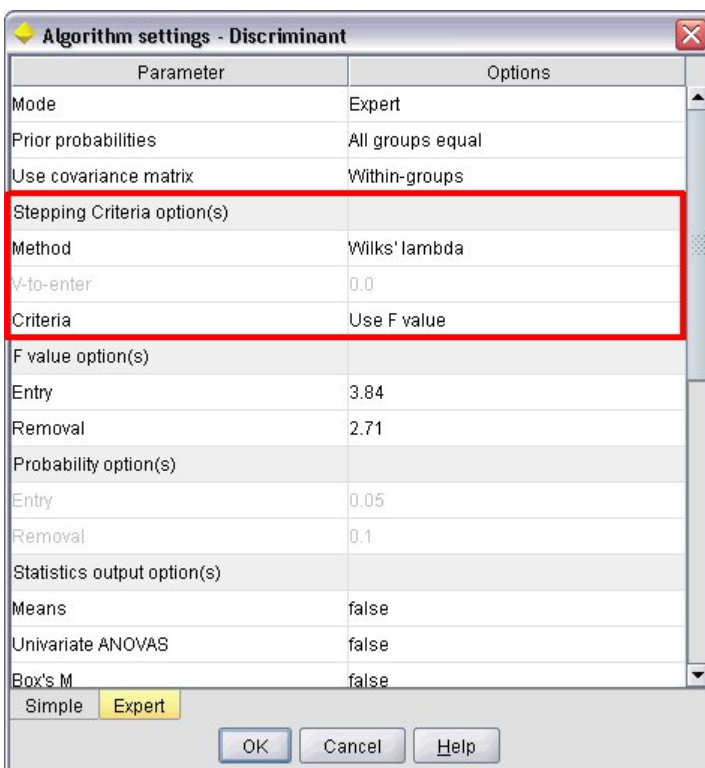 Algorithm settings - Discriminant
Parameter Options
Mode Expert
Prior probabilities All groups equal
Use covariance matrix Within-groups
Stepping Criteria option(s)
Method Wilks' lambda
V-to-enter 0.0
Criteria Use F value
F value option(s)
Entry 3.84
Removal 2.71
Probability option(s)
Entry 0.05
Removal 0.1
Statistics output option(s)
Means false
Univariate ANOVAS false
Box's M false
Simple Expert
OK Cancel Help